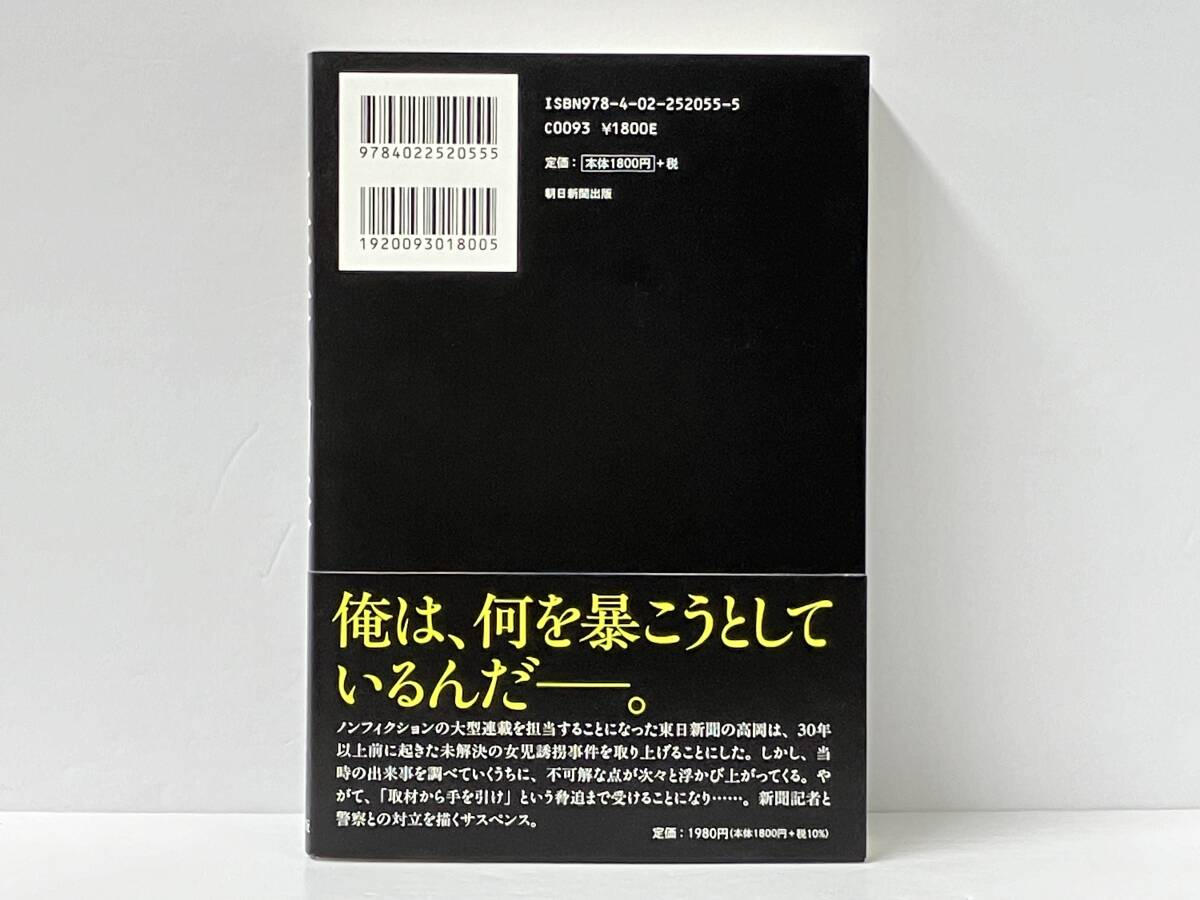 9784022520555
1920093018005
ISBN978-4-02-252055-5
C0093 ¥1800E
定価：本体1800円＋税
朝日新聞出版
俺は、何を暴こうとして
いるんだ――。
ノンフィクションの大型連載を担当することになった東日新聞の高岡は、30年
以上前に起きた未解決の女児誘拐事件を取り上げることにした。しかし、当
時の出来事を調べていくうちに、不可解な点が次々と浮かび上がってくる。や
がて、「取材から手を引け」という脅迫まで受けることになり……。新聞記者と
警察との対立を描くサスペンス。
定価：1980円（本体1800円＋税10％）